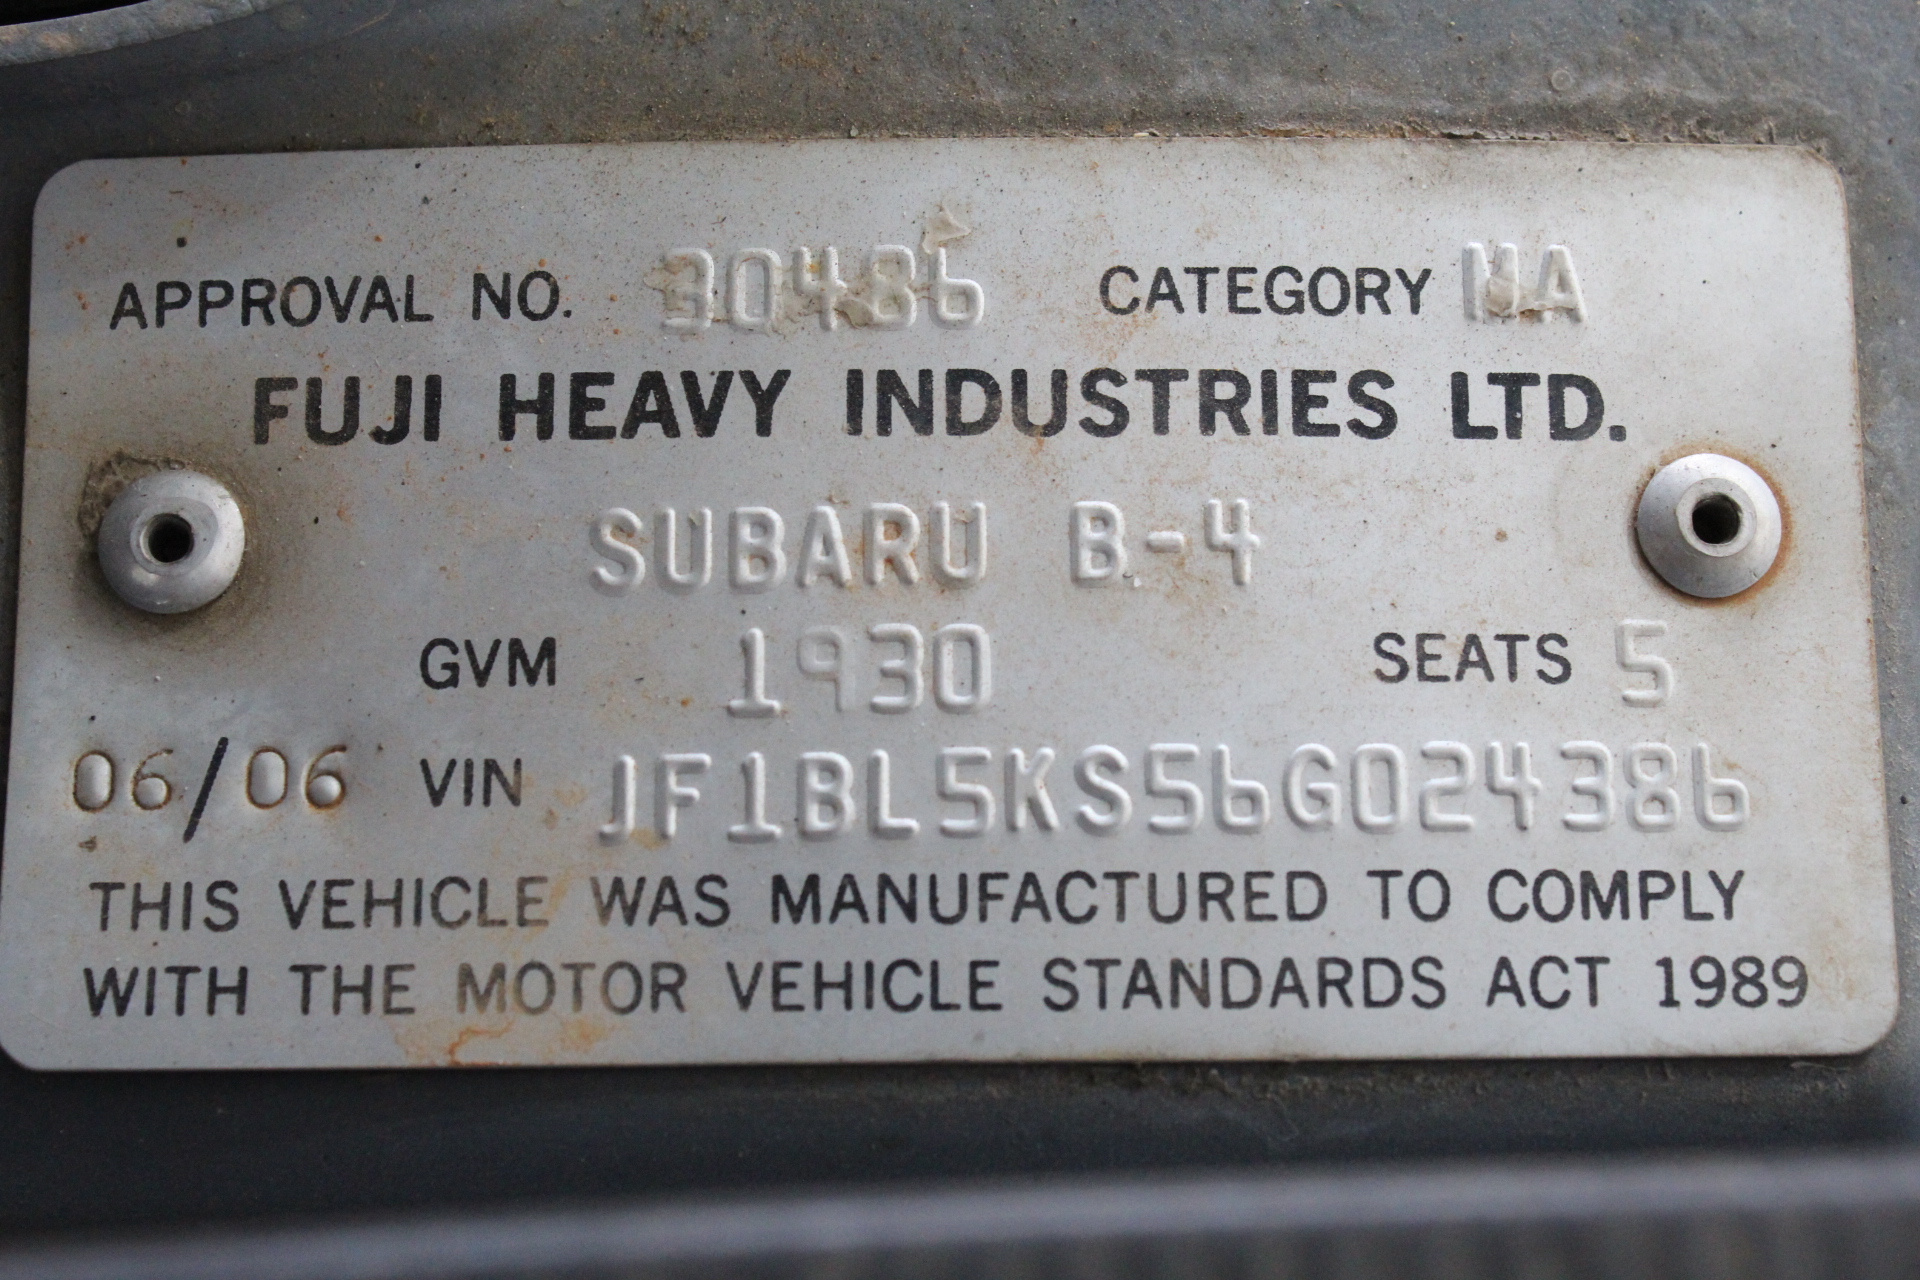 APPROVAL NO. 30486 CATEGORY MA
FUJI HEAVY INDUSTRIES LTD.
SUBARU B-4
GVM 1930 SEATS 5
06/06 VIN JF1BL5KS56G024386
THIS VEHICLE WAS MANUFACTURED TO COMPLY
WITH THE MOTOR VEHICLE STANDARDS ACT 1989